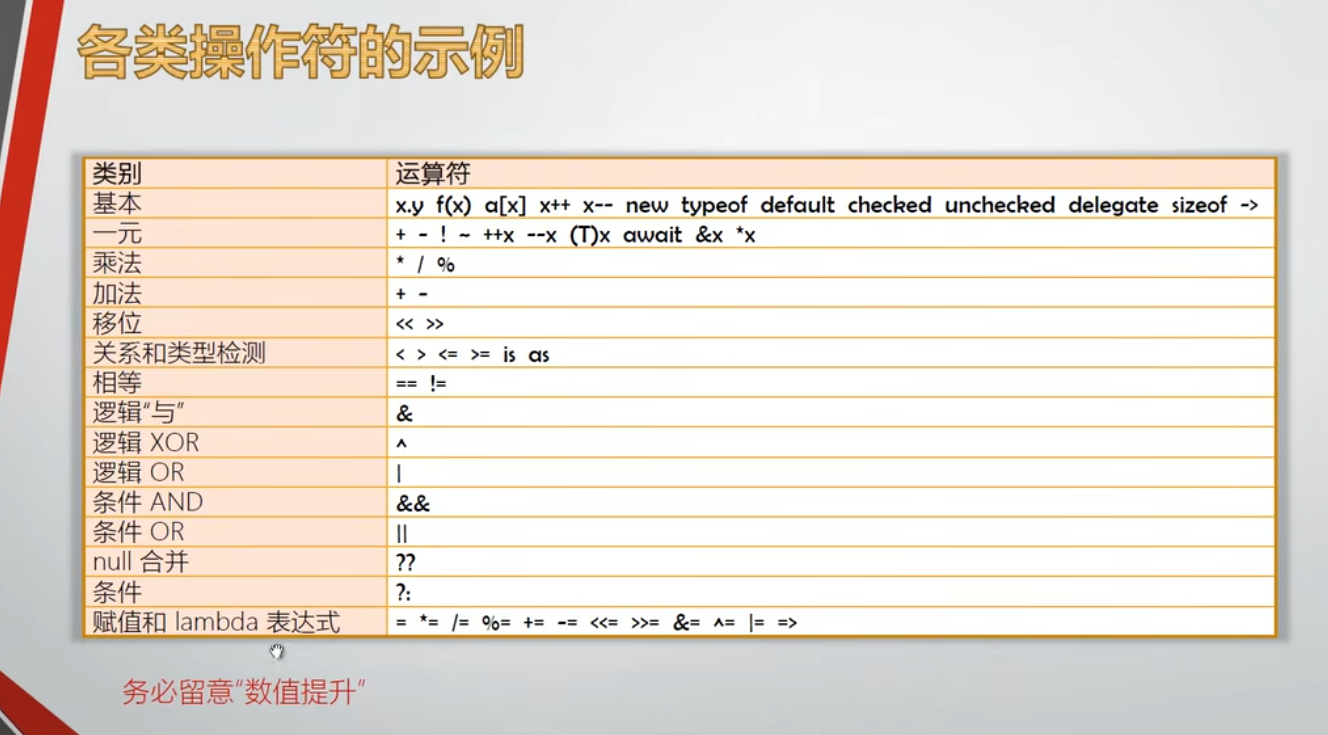 各类操作符的示例
类别 运算符
基本 x.y f(x) a[x] x++ x-- new typeof default checked unchecked delegate sizeof ->
一元 + - ! ~ ++x --x (T)x await &x *x
乘法 * / %
加法 + -
移位 << >>
关系和类型检测 < > <= >= is as
相等 == !=
逻辑“与” &
逻辑 XOR ^
逻辑 OR |
条件 AND &&
条件 OR ||
null 合并 ??
条件 ?:
赋值和 lambda 表达式 = *= /= %= += -= <<= >>= &= ^= |= =>
务必留意“数值提升”